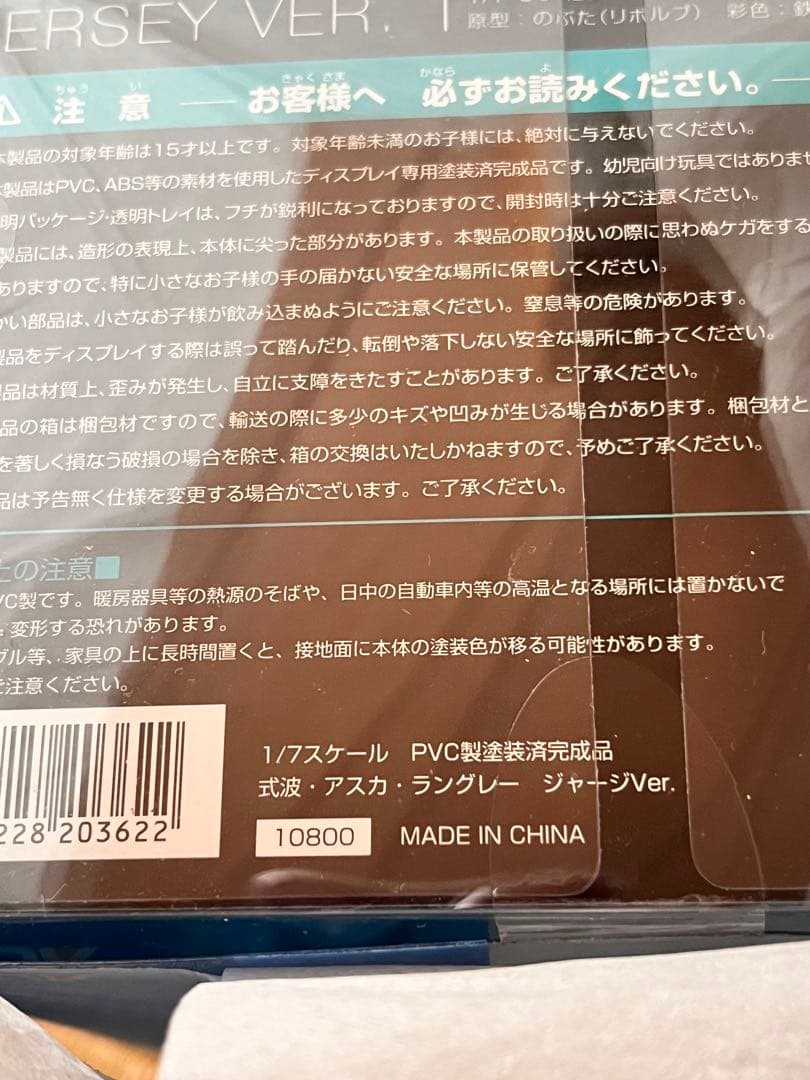 ERSEY VER.
原型：のぶた(リボルブ) 彩色：
ちゅう い きゃくさま かなら よ
注意 ── お客様へ 必ずお読みください。
本製品の対象年齢は15才以上です。対象年齢未満のお子様には、絶対に与えないでください。
製品はPVC、ABS等の素材を使用したディスプレイ専用塗装済完成品です。幼児向け玩具ではありませ
明パッケージ・透明トレイは、フチが鋭利になっておりますので、開封時は十分ご注意ください。
製品には、造形の表現上、本体に尖った部分があります。本製品の取り扱いの際に思わぬケガをする
ありますので、特に小さなお子様の手の届かない安全な場所に保管してください。
かい部品は、小さなお子様が飲み込まぬようにご注意ください。窒息等の危険があります。
製品をディスプレイする際は誤って踏んだり、転倒や落下しない安全な場所に飾ってください。
品は材質上、歪みが発生し、自立に支障をきたすことがあります。ご了承ください。
品の箱は梱包材ですので、輸送の際に多少のキズや凹みが生じる場合があります。梱包材と
を著しく損なう破損の場合を除き、箱の交換はいたしかねますので、予めご了承ください。
品は予告無く仕様を変更する場合がございます。ご了承ください。
上の注意■
VC製です。暖房器具等の熱源のそばや、日中の自動車内等の高温となる場所には置かないで
変形する恐れがあります。
ブル等、家具の上に長時間置くと、接地面に本体の塗装色が移る可能性があります。
ご注意ください。
1/7スケール PVC製塗装済完成品
式波・アスカ・ラングレー ジャージVer.
228 203622
10800 MADE IN CHINA